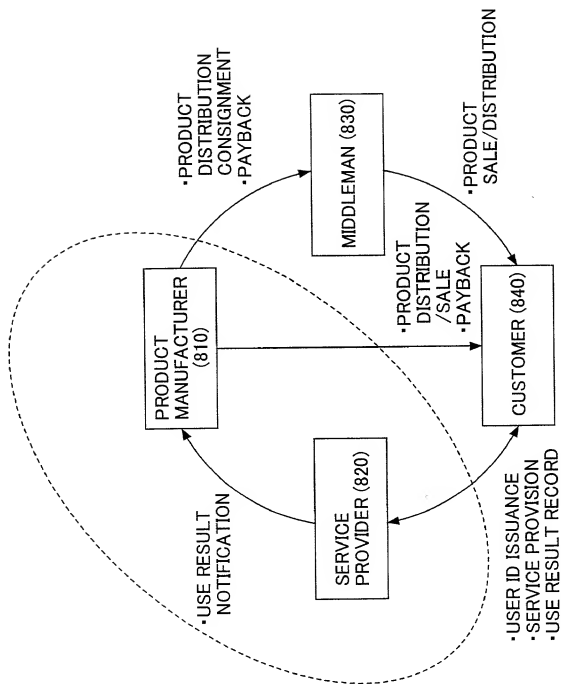 PRODUCT
MANUFACTURER
(810)
・PRODUCT
DISTRIBUTION
CONSIGNMENT
・PAYBACK
・USE RESULT
NOTIFICATION
SERVICE
PROVIDER (820)
・PRODUCT
DISTRIBUTION
/SALE
・PAYBACK
MIDDLEMAN (830)
・USER ID ISSUANCE
・SERVICE PROVISION
・USE RESULT RECORD
CUSTOMER (840)
・PRODUCT
SALE/DISTRIBUTION